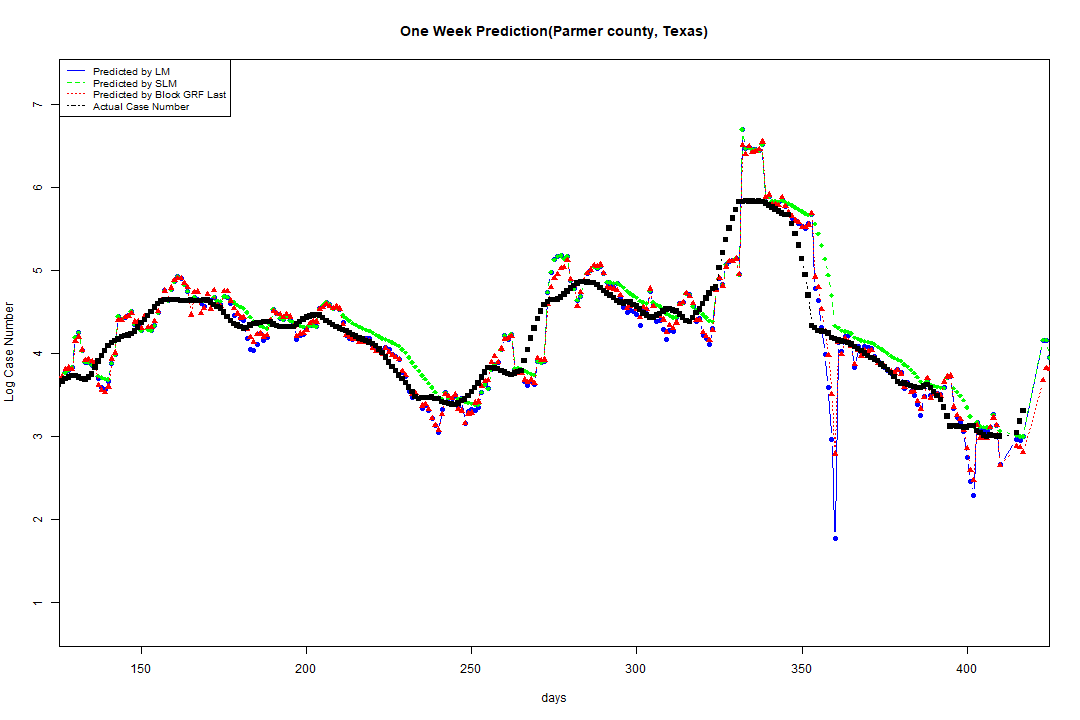 One Week Prediction(Parmer county, Texas)
Predicted by LM
Predicted by SLM
Predicted by Block GRF Last
Actual Case Number
Log Case Number
7
6
5
4
3
2
1
150 200 250 300 350 400
days